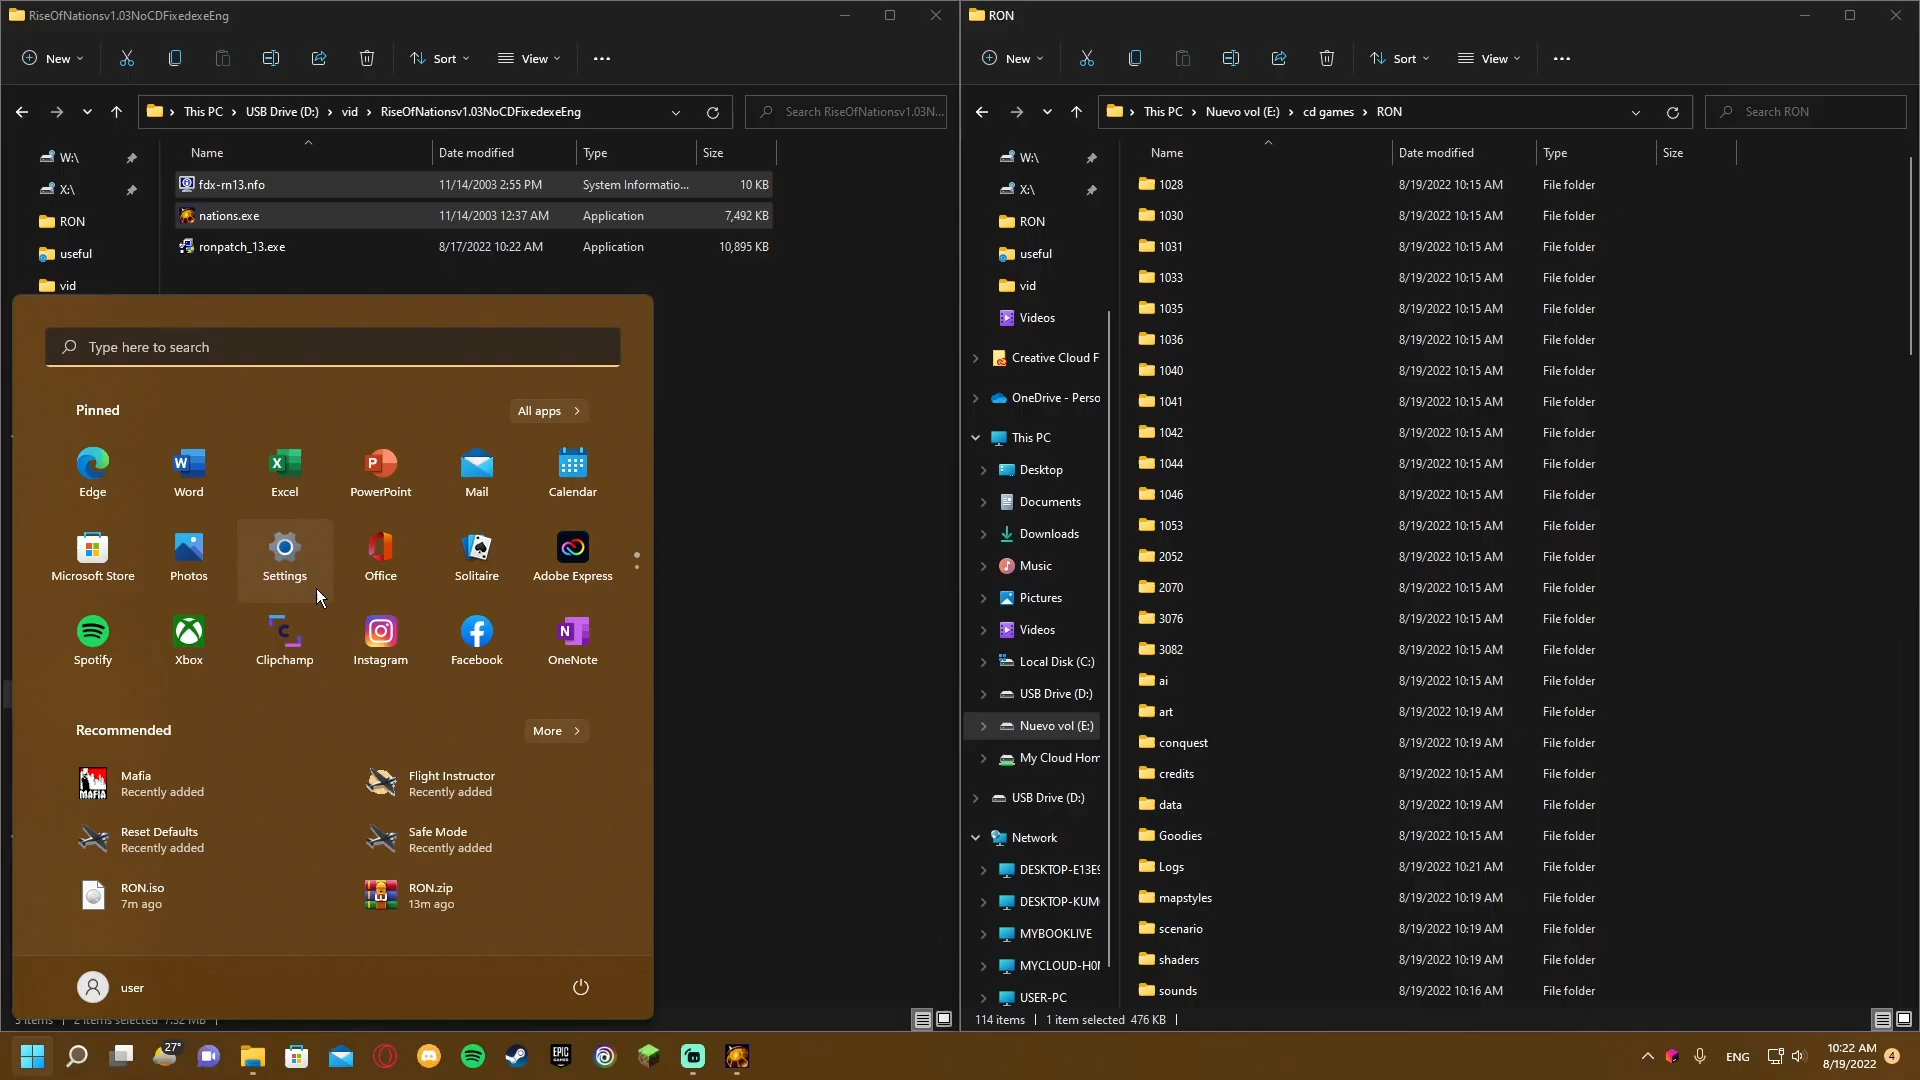 RiseOfNationsv1.03NoCDFixedexeEng
New
Sort
View
This PC
USB Drive (D:)
vid
RiseOfNationsv1.03NoCDFixedexeEng
Search RiseOfNationsv1.03N...
W:\
X:\
RON
useful
vid
Name
Date modified
Type
Size
fdx-rn13.nfo 11/14/2003 2:55 PM System Informatio... 10 KB
nations.exe 11/14/2003 12:37 AM Application 7,492 KB
ronpatch_13.exe 8/17/2022 10:22 AM Application 10,895 KB
Type here to search
Pinned
All apps
Edge
Word
Excel
PowerPoint
Mail
Calendar
Microsoft Store
Photos
Settings
Office
Solitaire
Adobe Express
Spotify
Xbox
Clipchamp
Instagram
Facebook
OneNote
Recommended
More
MAFIA
Mafia
Recently added
Flight Instructor
Recently added
Reset Defaults
Recently added
Safe Mode
Recently added
RON.iso
7m ago
RON.zip
13m ago
user
3 items
2 items selected 7.32 MB
RON
New
Sort
View
This PC
Nuevo vol (E:)
cd games
RON
Search RON
W:\
X:\
RON
useful
vid
Videos
Creative Cloud F
OneDrive - Perso
This PC
Desktop
Documents
Downloads
Music
Pictures
Videos
Local Disk (C:)
USB Drive (D:)
Nuevo vol (E:)
My Cloud Hom
USB Drive (D:)
Network
DESKTOP-E13E9
DESKTOP-KUM
MYBOOKLIVE
MYCLOUD-H0
USER-PC
Name
Date modified
Type
Size
1028 8/19/2022 10:15 AM File folder
1030 8/19/2022 10:15 AM File folder
1031 8/19/2022 10:15 AM File folder
1033 8/19/2022 10:15 AM File folder
1035 8/19/2022 10:15 AM File folder
1036 8/19/2022 10:15 AM File folder
1040 8/19/2022 10:15 AM File folder
1041 8/19/2022 10:15 AM File folder
1042 8/19/2022 10:15 AM File folder
1044 8/19/2022 10:15 AM File folder
1046 8/19/2022 10:15 AM File folder
1053 8/19/2022 10:15 AM File folder
2052 8/19/2022 10:15 AM File folder
2070 8/19/2022 10:15 AM File folder
3076 8/19/2022 10:15 AM File folder
3082 8/19/2022 10:15 AM File folder
ai 8/19/2022 10:15 AM File folder
art 8/19/2022 10:19 AM File folder
conquest 8/19/2022 10:19 AM File folder
credits 8/19/2022 10:15 AM File folder
data 8/19/2022 10:19 AM File folder
Goodies 8/19/2022 10:15 AM File folder
Logs 8/19/2022 10:21 AM File folder
mapstyles 8/19/2022 10:19 AM File folder
scenario 8/19/2022 10:19 AM File folder
shaders 8/19/2022 10:19 AM File folder
sounds 8/19/2022 10:16 AM File folder
114 items
1 item selected 476 KB
27°
EPIC GAMES
ENG
10:22 AM
8/19/2022
4